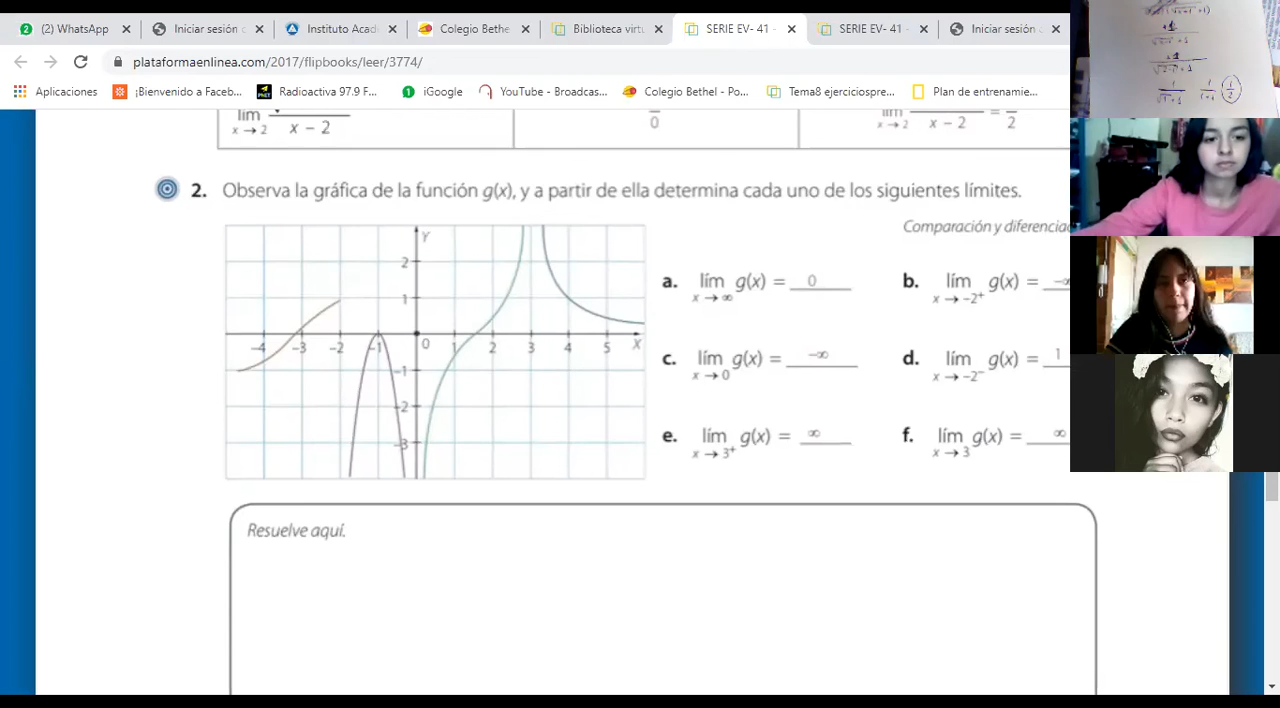 (2) WhatsApp
Iniciar sesión c
Instituto Acad
Colegio Bethe
Biblioteca virtu
SERIE EV- 41 -
SERIE EV- 41 -
Iniciar sesión
plataformaenlinea.com/2017/flipbooks/leer/3774/
Aplicaciones
¡Bienvenido a Faceb...
Radioactiva 97.9 F...
iGoogle
YouTube - Broadcas...
Colegio Bethel - Po...
Tema8 ejerciciospre...
Plan de entrenamie...
lím x → 2 x − 2
0
lím x → 2 x − 2 = 2
2. Observa la gráfica de la función g(x), y a partir de ella determina cada uno de los siguientes límites.
Comparación y diferencia
Y
2
1
-4 -3 -2 -1 0 1 2 3 4 5 X
-1
-2
-3
a. lím x → ∞ g(x) = 0
b. lím x → −2⁺ g(x) = −∞
c. lím x → 0 g(x) = −∞
d. lím x → −2⁻ g(x) = 1
e. lím x → 3⁺ g(x) = ∞
f. lím x → 3 g(x) = ∞
Resuelve aquí.